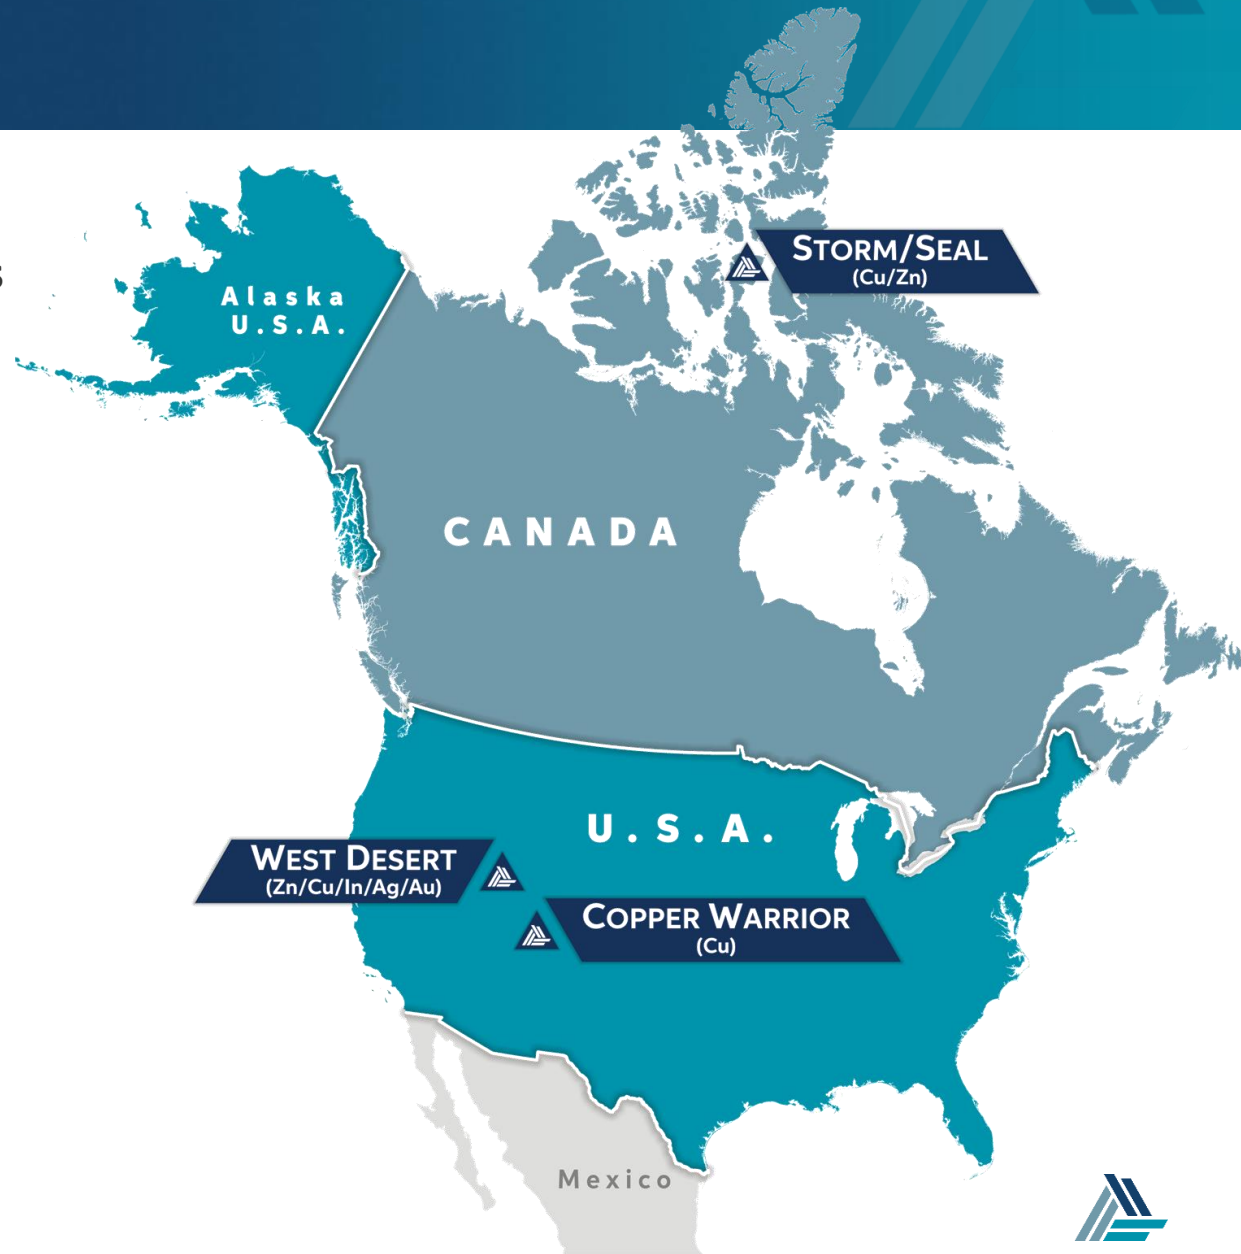 STORM/SEAL
(Cu/Zn)
Alaska
U.S.A.
CANADA
U.S.A.
WEST DESERT
(Zn/Cu/In/Ag/Au)
COPPER WARRIOR
(Cu)
Mexico